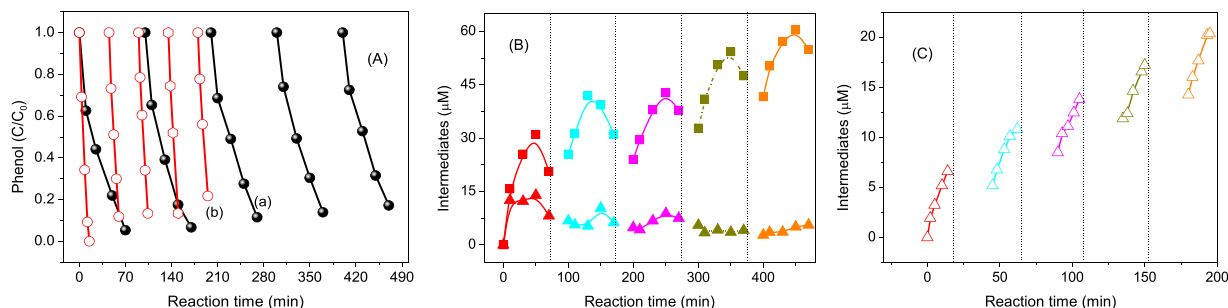 (A)
Phenol (C/C0)
1.0
0.8
0.6
0.4
0.2
0.0
(b)
(a)
0 70 140 210 280 350 420 490
Reaction time (min)
(B)
Intermediates (μM)
60
45
30
15
0
0 100 200 300 400
Reaction time (min)
(C)
Intermediates (μM)
30
20
10
0
0 50 100 150 200
Reaction time (min)